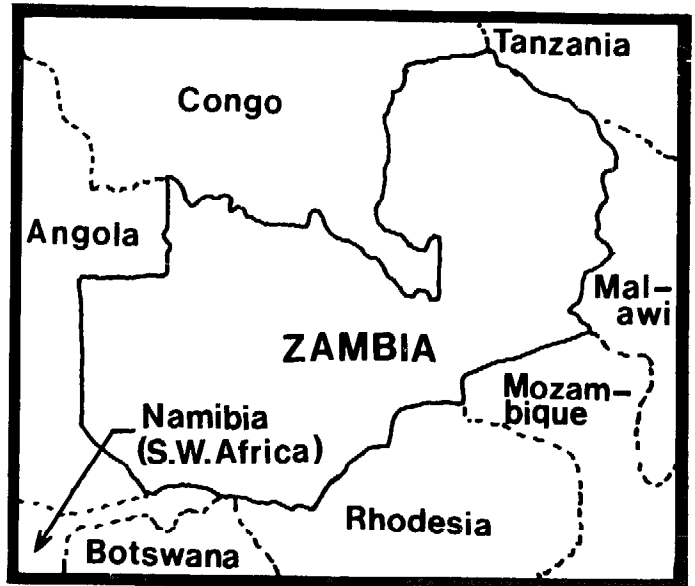 Tanzania
Congo
Angola
Mal-
awi
ZAMBIA
Mozam-
bique
Namibia
(S.W.Africa)
Rhodesia
Botswana